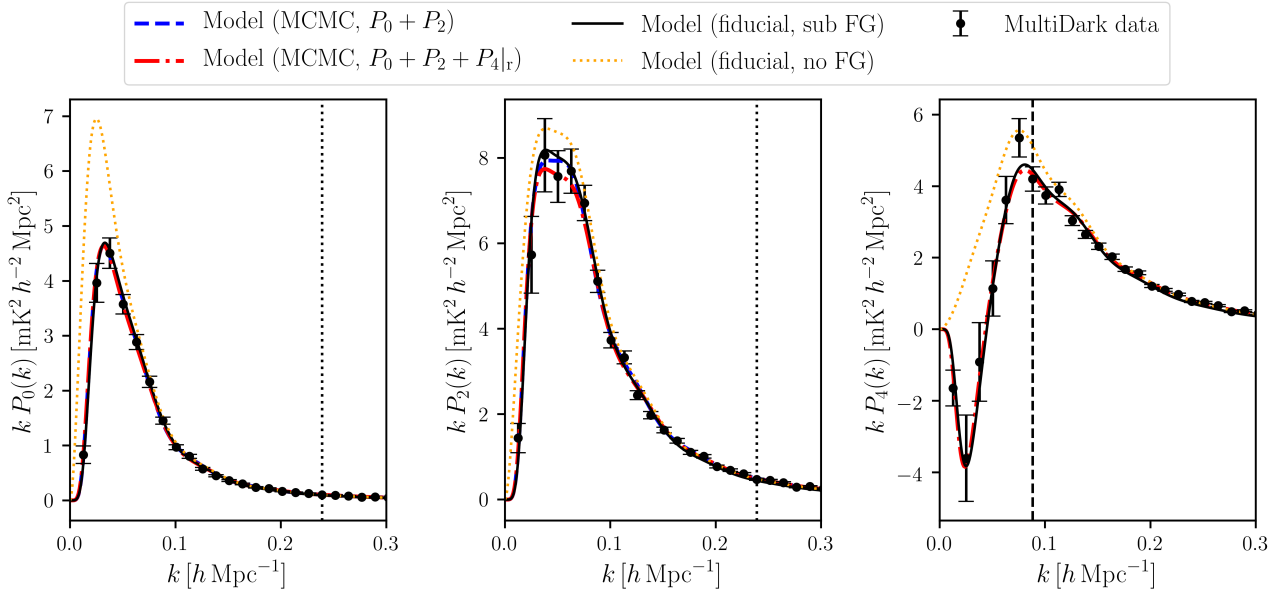 Model (MCMC, P₀ + P₂)
Model (MCMC, P₀ + P₂ + P₄|ᵣ)
Model (fiducial, sub FG)
Model (fiducial, no FG)
MultiDark data
k P₀(k) [mK² h⁻² Mpc²]
7
6
5
4
3
2
1
0
0.0 0.1 0.2 0.3
k [h Mpc⁻¹]
k P₂(k) [mK² h⁻² Mpc²]
8
6
4
2
0
0.0 0.1 0.2 0.3
k [h Mpc⁻¹]
k P₄(k) [mK² h⁻² Mpc²]
6
4
2
0
−2
−4
0.0 0.1 0.2 0.3
k [h Mpc⁻¹]